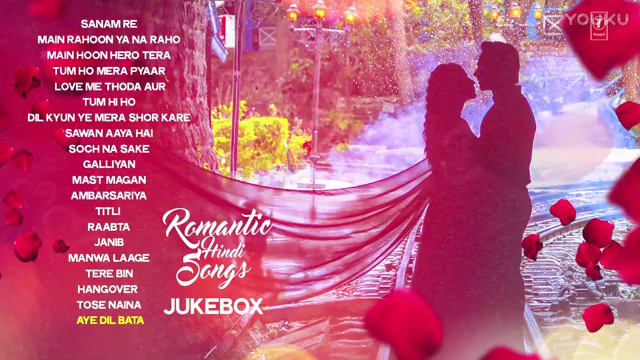 SANAM RE
MAIN RAHOON YA NA RAHO
MAIN HOON HERO TERA
TUM HO MERA PYAAR
LOVE ME THODA AUR
TUM HI HO
DIL KYUN YE MERA SHOR KARE
SAWAN AAYA HAI
SOCH NA SAKE
GALLIYAN
MAST MAGAN
AMBARSARIYA
TITLI
RAABTA
JANIB
MANWA LAAGE
TERE BIN
HANGOVER
TOSE NAINA
AYE DIL BATA
Romantic
Hindi
Songs
JUKEBOX
YOUKU